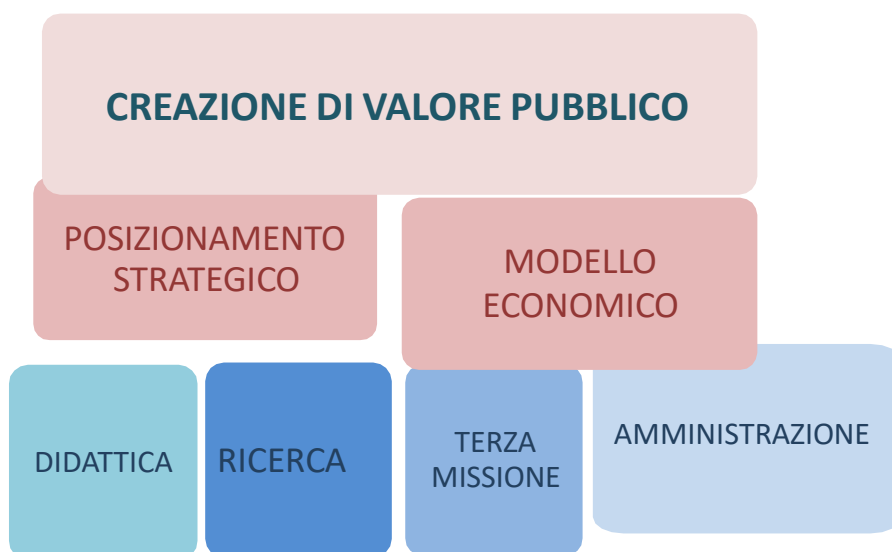 CREAZIONE DI VALORE PUBBLICO
POSIZIONAMENTO
STRATEGICO
MODELLO
ECONOMICO
DIDATTICA
RICERCA
TERZA
MISSIONE
AMMINISTRAZIONE